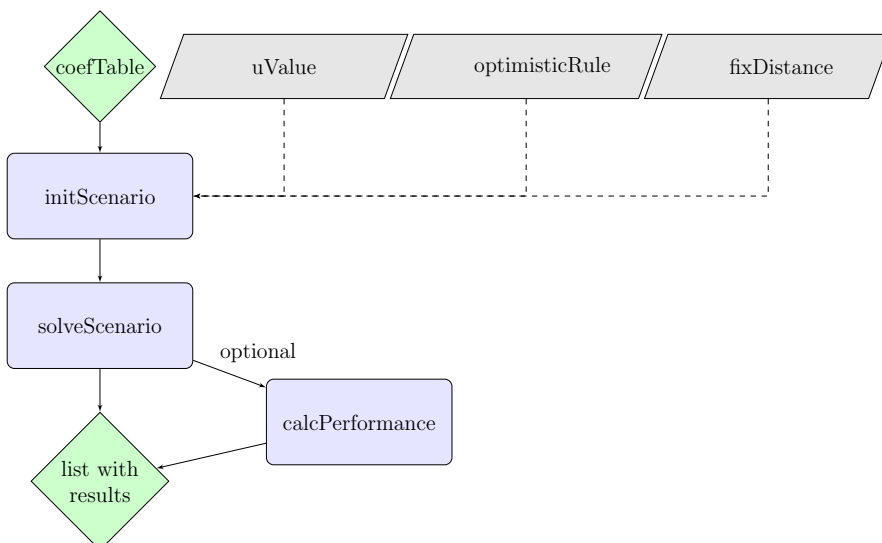 coefTable
uValue
optimisticRule
fixDistance
initScenario
solveScenario
optional
calcPerformance
list with
results